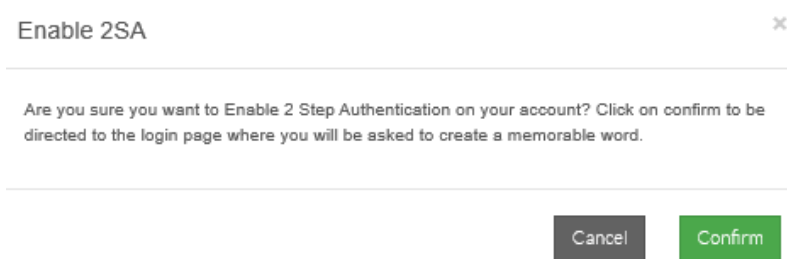 Enable 2SA
×
Are you sure you want to Enable 2 Step Authentication on your account? Click on confirm to be
directed to the login page where you will be asked to create a memorable word.
Cancel
Confirm